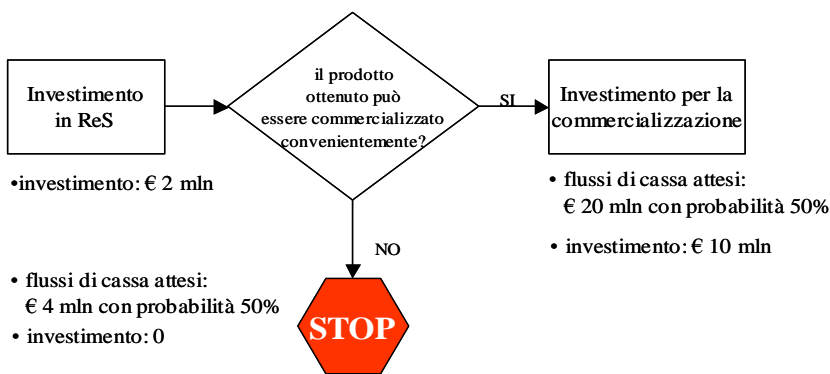 Investimento
in ReS
il prodotto
ottenuto può
essere commercializzato
convenientemente?
SI
Investimento per la
commercializzazione
•investimento: € 2 mln
• flussi di cassa attesi:
€ 20 mln con probabilità 50%
• investimento: € 10 mln
NO
• flussi di cassa attesi:
€ 4 mln con probabilità 50%
• investimento: 0
STOP